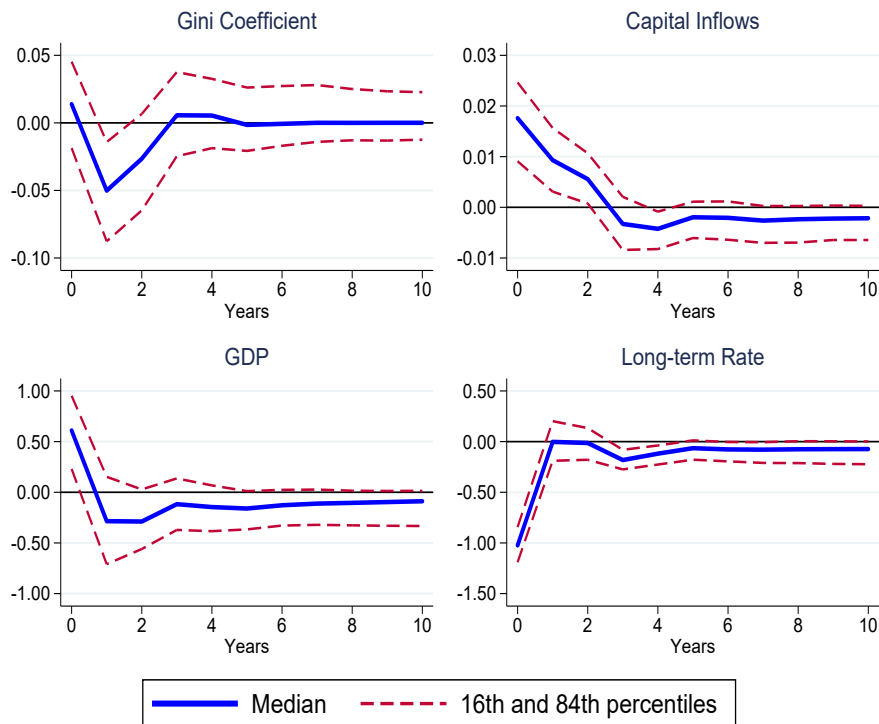 Gini Coefficient
0.05
0.00
-0.05
-0.10
0 2 4 6 8 10
Years
Capital Inflows
0.03
0.02
0.01
0.00
-0.01
0 2 4 6 8 10
Years
GDP
1.00
0.50
0.00
-0.50
-1.00
0 2 4 6 8 10
Years
Long-term Rate
0.50
0.00
-0.50
-1.00
-1.50
0 2 4 6 8 10
Years
Median 16th and 84th percentiles